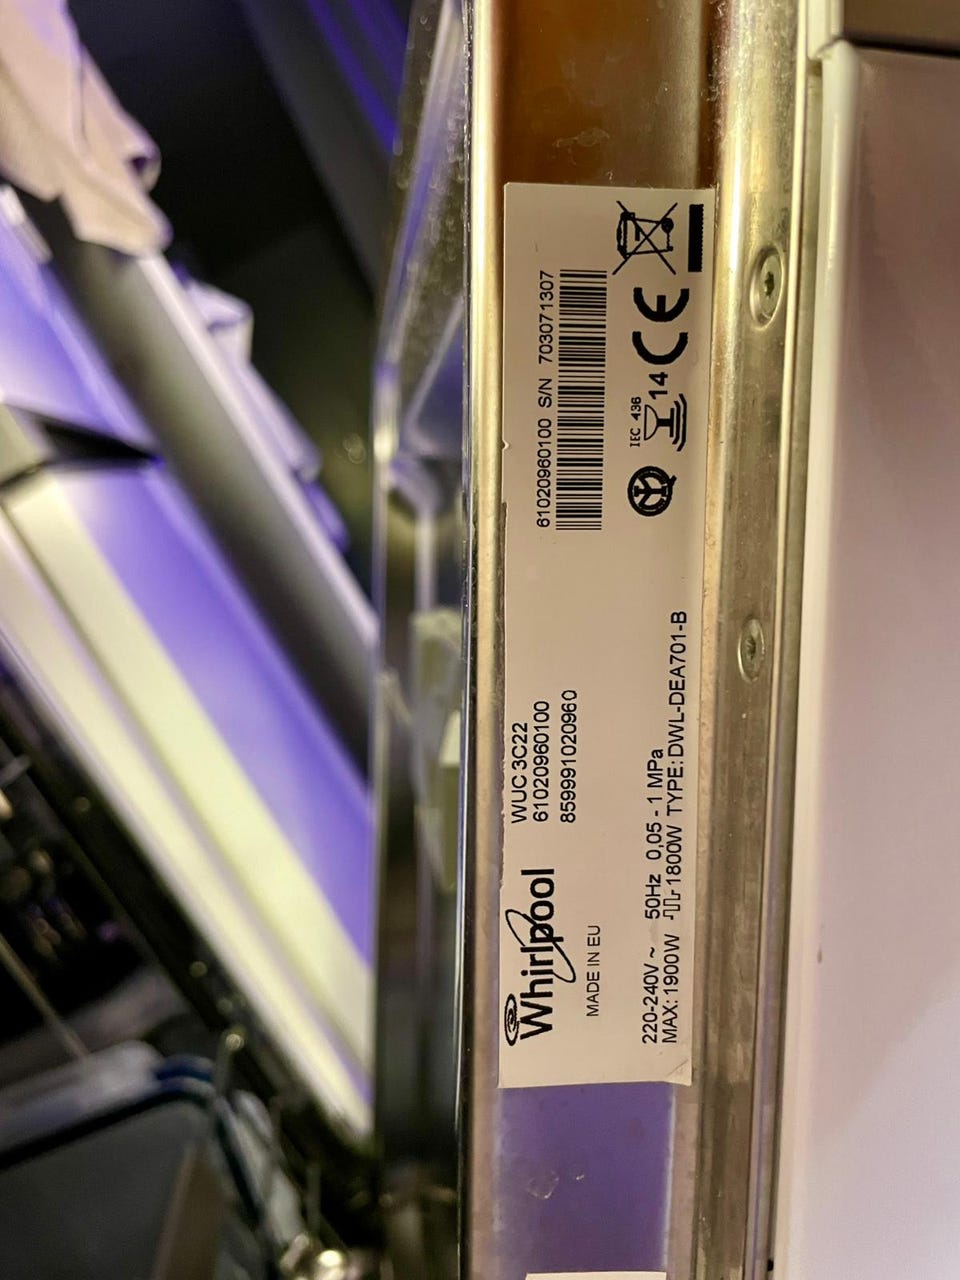 Whirlpool
MADE IN EU
WUC 3C22
61020960100
859991020960
61020960100 S/N 703071307
220-240V ~ 50Hz 0,05 - 1 MPa
MAX: 1900W 1800W TYPE: DWL-DEA701-B
IEC 436
14
CE